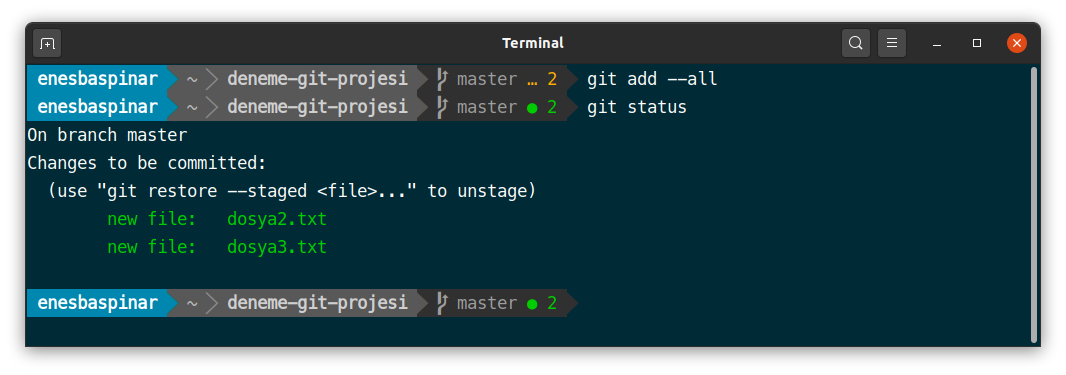 Terminal
enesbaspinar ~ deneme-git-projesi master … 2 git add --all
enesbaspinar ~ deneme-git-projesi master ● 2 git status
On branch master
Changes to be committed:
(use "git restore --staged <file>..." to unstage)
new file: dosya2.txt
new file: dosya3.txt
enesbaspinar ~ deneme-git-projesi master ● 2